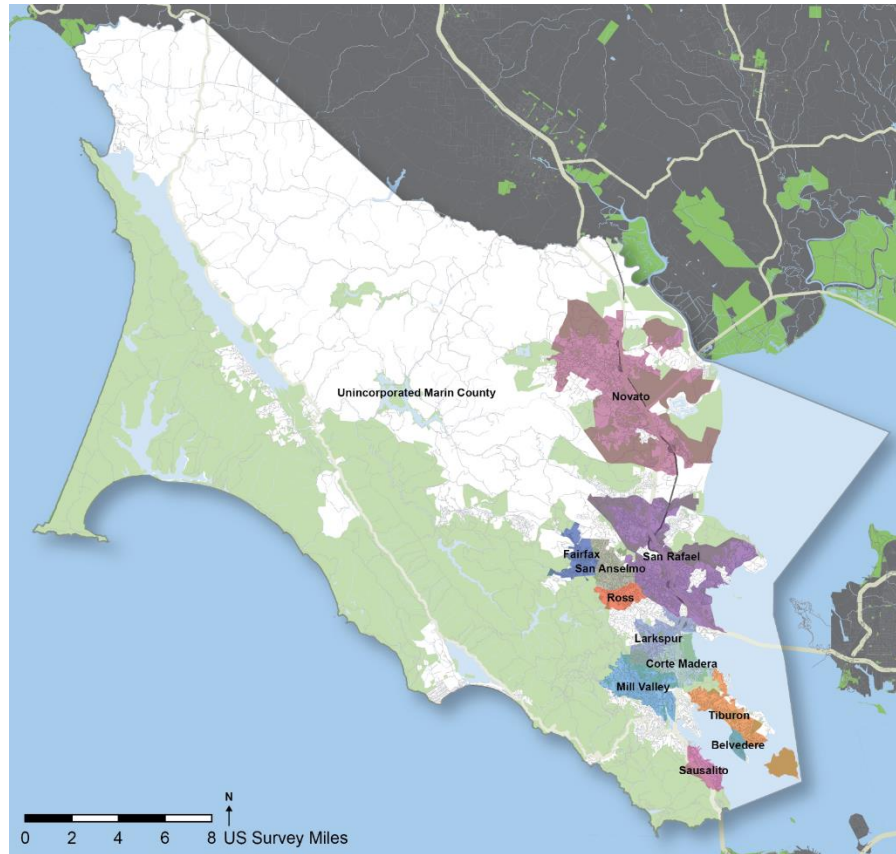 Unincorporated Marin County
Novato
Fairfax
San Rafael
San Anselmo
Ross
Larkspur
Corte Madera
Mill Valley
Tiburon
Belvedere
Sausalito
N
0 2 4 6 8 US Survey Miles